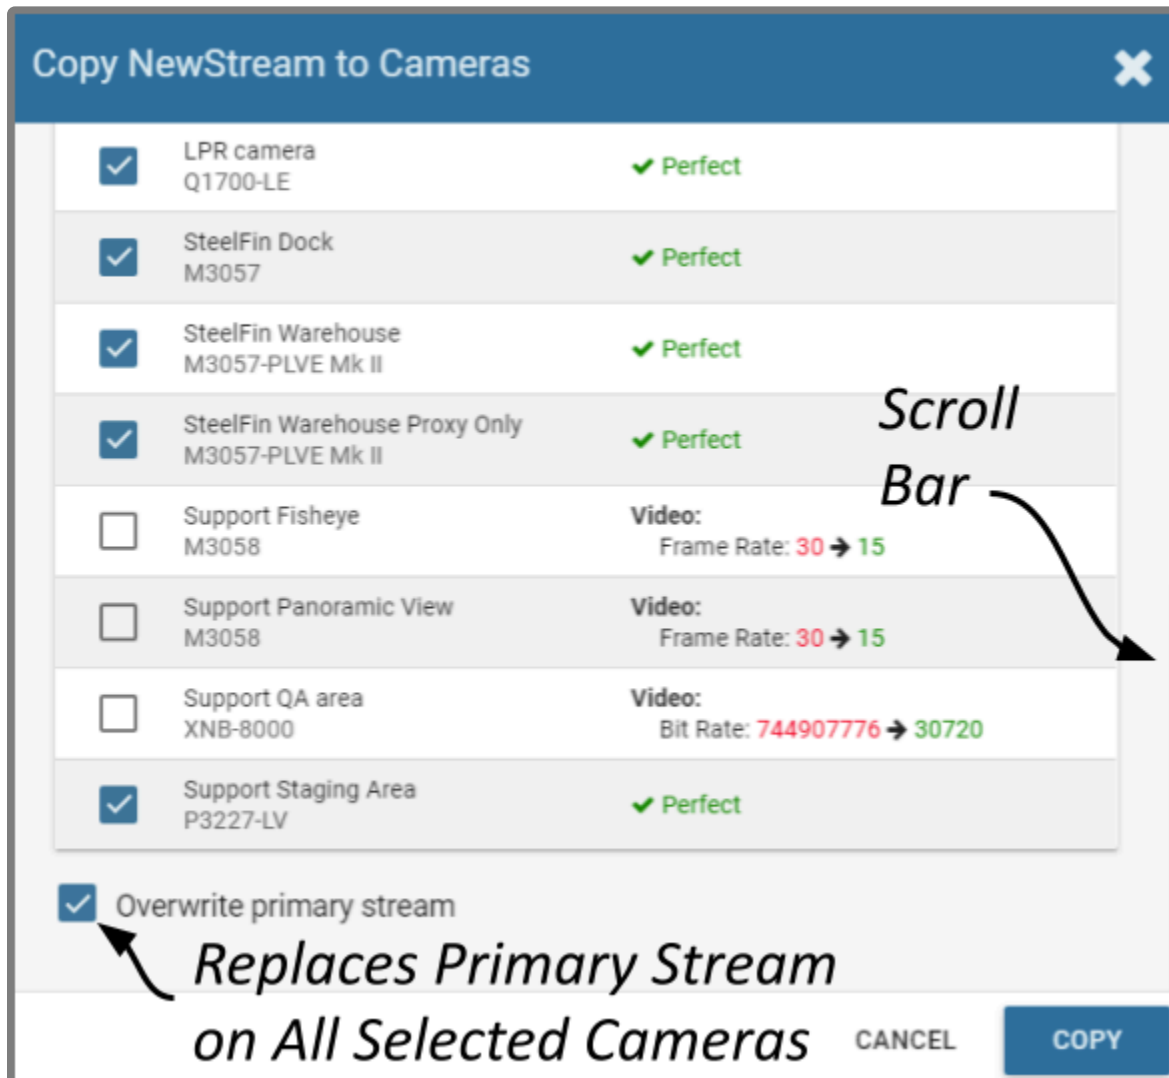 Copy NewStream to Cameras
LPR camera
Q1700-LE
Perfect
SteelFin Dock
M3057
Perfect
SteelFin Warehouse
M3057-PLVE Mk II
Perfect
SteelFin Warehouse Proxy Only
M3057-PLVE Mk II
Perfect
Scroll
Bar
Support Fisheye
M3058
Video:
Frame Rate: 30 → 15
Support Panoramic View
M3058
Video:
Frame Rate: 30 → 15
Support QA area
XNB-8000
Video:
Bit Rate: 744907776 → 30720
Support Staging Area
P3227-LV
Perfect
Overwrite primary stream
Replaces Primary Stream
on All Selected Cameras
CANCEL
COPY